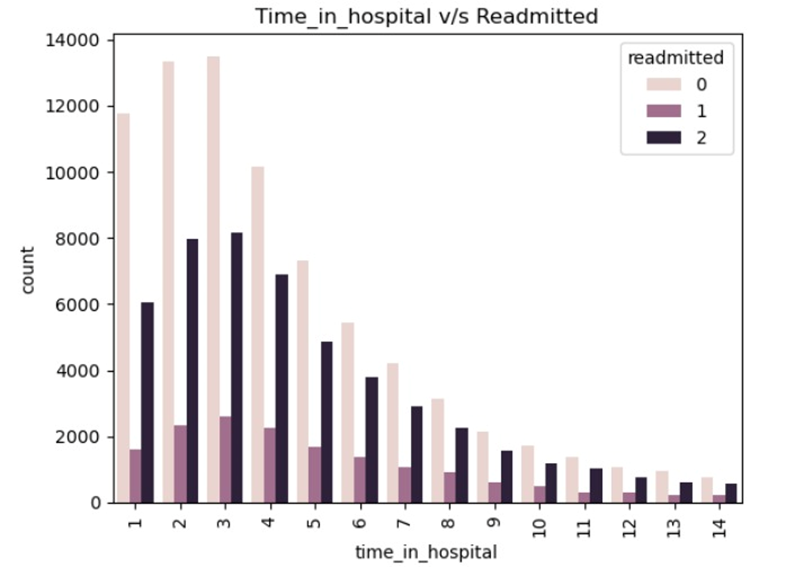 Time_in_hospital v/s Readmitted
14000
12000
10000
8000
6000
4000
2000
0
count
readmitted
0
1
2
1 2 3 4 5 6 7 8 9 10 11 12 13 14
time_in_hospital